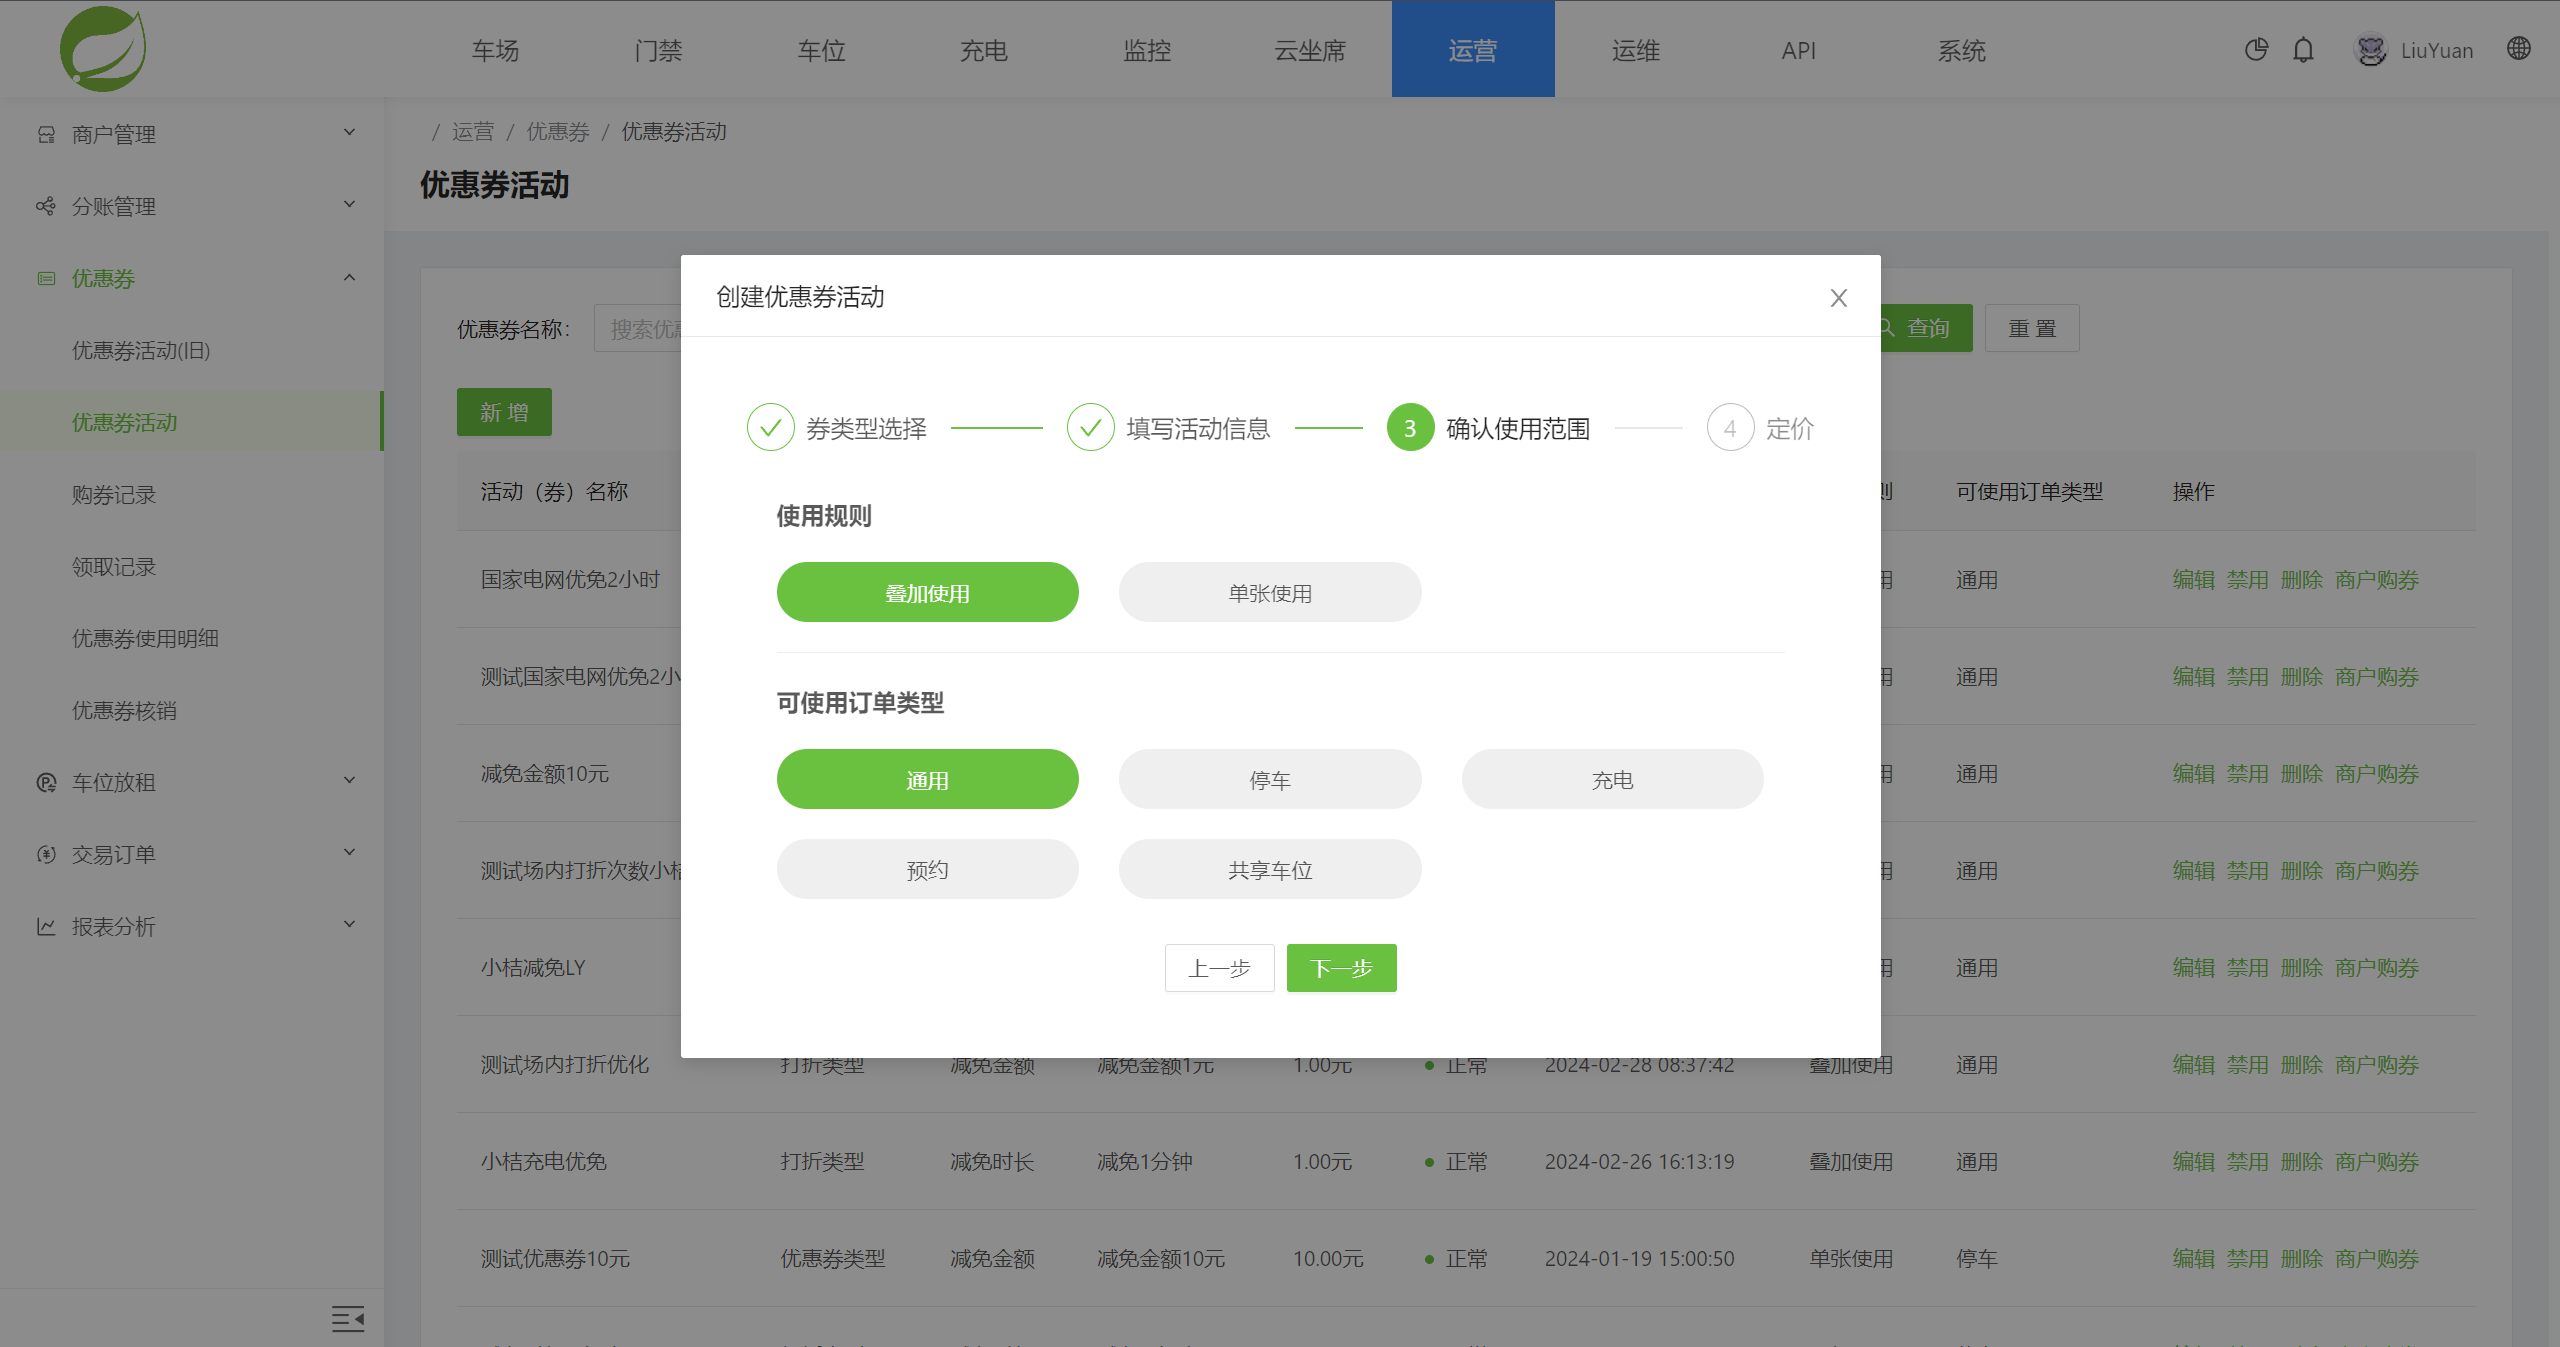 车场 门禁 车位 充电 监控 云坐席 运营 运维 API 系统 LiuYuan
商户管理
分账管理
优惠券
优惠券活动(旧)
优惠券活动
购券记录
领取记录
优惠券使用明细
优惠券核销
车位放租
交易订单
报表分析
/ 运营 / 优惠券 / 优惠券活动
优惠券活动
优惠券名称: 查询 重 置
新 增
活动（券）名称 可使用订单类型 操作
国家电网优免2小时 通用 编辑 禁用 删除 商户购券
测试国家电网优免2小 通用 编辑 禁用 删除 商户购券
减免金额10元 通用 编辑 禁用 删除 商户购券
测试场内打折次数小桔 通用 编辑 禁用 删除 商户购券
小桔减免LY 通用 编辑 禁用 删除 商户购券
测试场内打折优化 打折类型 减免金额 减免金额1元 1.00元 正常 2024-02-28 08:37:42 叠加使用 通用 编辑 禁用 删除 商户购券
小桔充电优免 打折类型 减免时长 减免1分钟 1.00元 正常 2024-02-26 16:13:19 叠加使用 通用 编辑 禁用 删除 商户购券
测试优惠券10元 优惠券类型 减免金额 减免金额10元 10.00元 正常 2024-01-19 15:00:50 单张使用 停车 编辑 禁用 删除 商户购券
创建优惠券活动
券类型选择 填写活动信息 3 确认使用范围 4 定价
使用规则
叠加使用 单张使用
可使用订单类型
通用 停车 充电
预约 共享车位
上一步 下一步